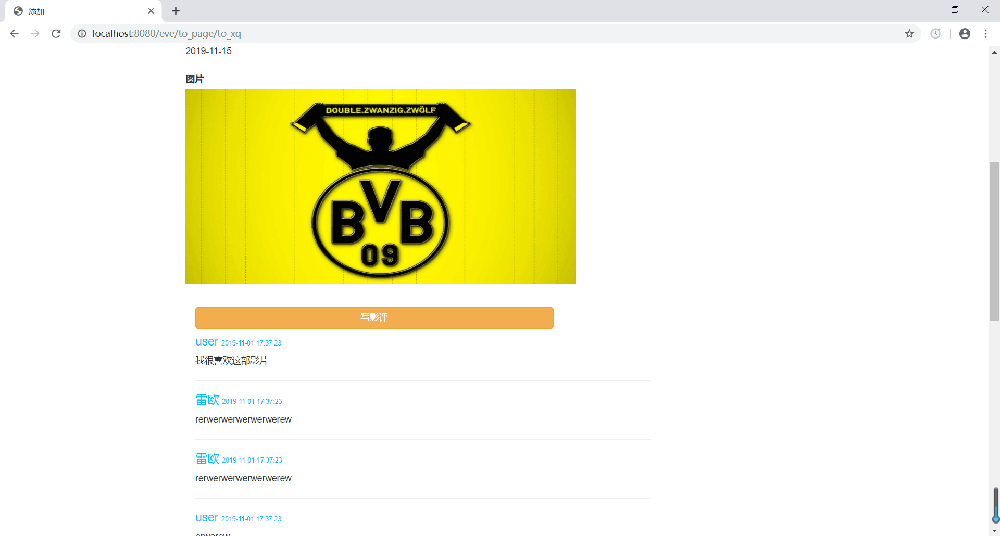 添加
localhost:8080/eve/to_page/to_xq
2019-11-15
图片
DOUBLE.ZWANZIG.ZWÖLF
BVB
09
写影评
user 2019-11-01 17:37:23
我很喜欢这部影片
雷欧 2019-11-01 17:37:23
rerwerwerwerwerwerew
雷欧 2019-11-01 17:37:23
rerwerwerwerwerwerew
user 2019-11-01 17:37:23
erwerew